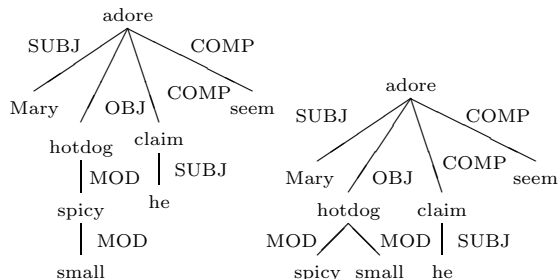 adore
SUBJ COMP
Mary OBJ COMP seem
hotdog claim
MOD SUBJ
spicy he
MOD
small
adore
SUBJ COMP
Mary OBJ COMP seem
hotdog claim
MOD MOD SUBJ
spicy small he